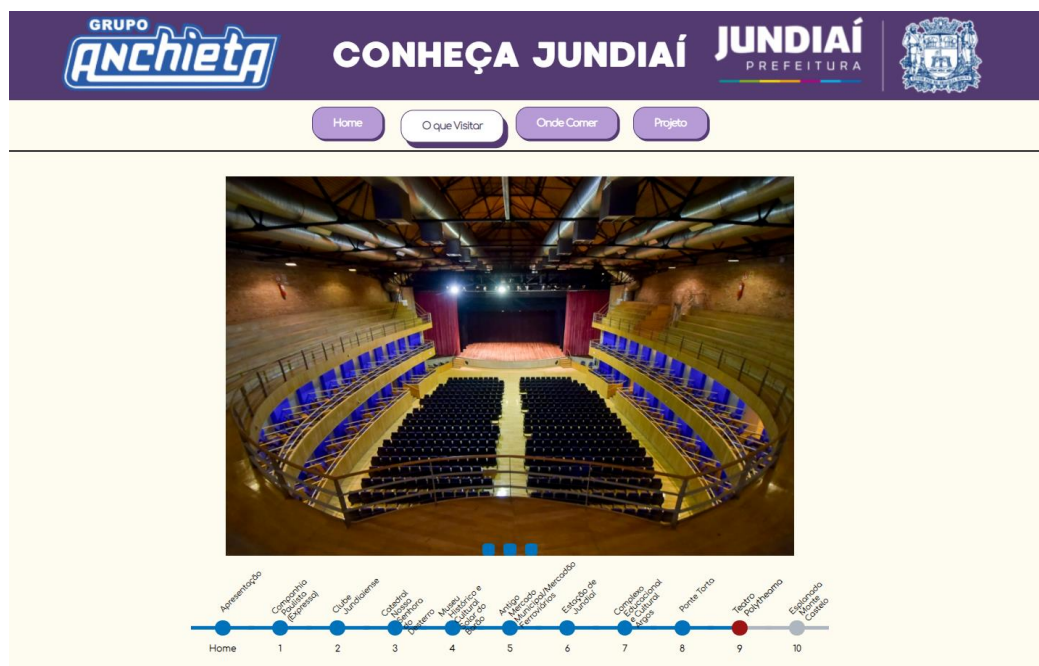 GRUPO
Anchieta
CONHEÇA JUNDIAÍ
JUNDIAÍ
PREFEITURA
Home
O que Visitar
Onde Comer
Projeto
Apresentação
Companhia
Paulista
(Expressa)
Clube
Jundiaiense
Catedral
Nossa
Senhora
do
Desterro
Museu
Histórico e
Cultural
Solar do
Barão
Antigo
Mercado
Municipal/Mercadão
Ferroviários
Estação de
Jundiaí
Complexo
Educacional
e Cultural
Argos
Ponte Torta
Teatro
Polytheama
Esplanada
Monte
Castelo
Home
1
2
3
4
5
6
7
8
9
10